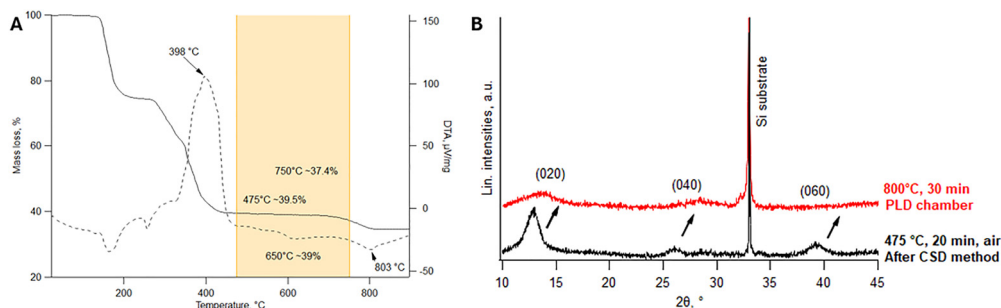 A
100
80
60
40
20
Mass loss, %
200
400
600
800
Temperature, °C
150
100
50
0
-50
DTA, µV/mg
398 °C
750°C ~37.4%
475°C ~39.5%
650°C ~39%
803 °C
B
Lin. intensities, a.u.
Si substrate
(020)
(040)
(060)
800°C, 30 min
PLD chamber
475 °C, 20 min, air
After CSD method
10
15
20
25
30
35
40
45
2θ, °